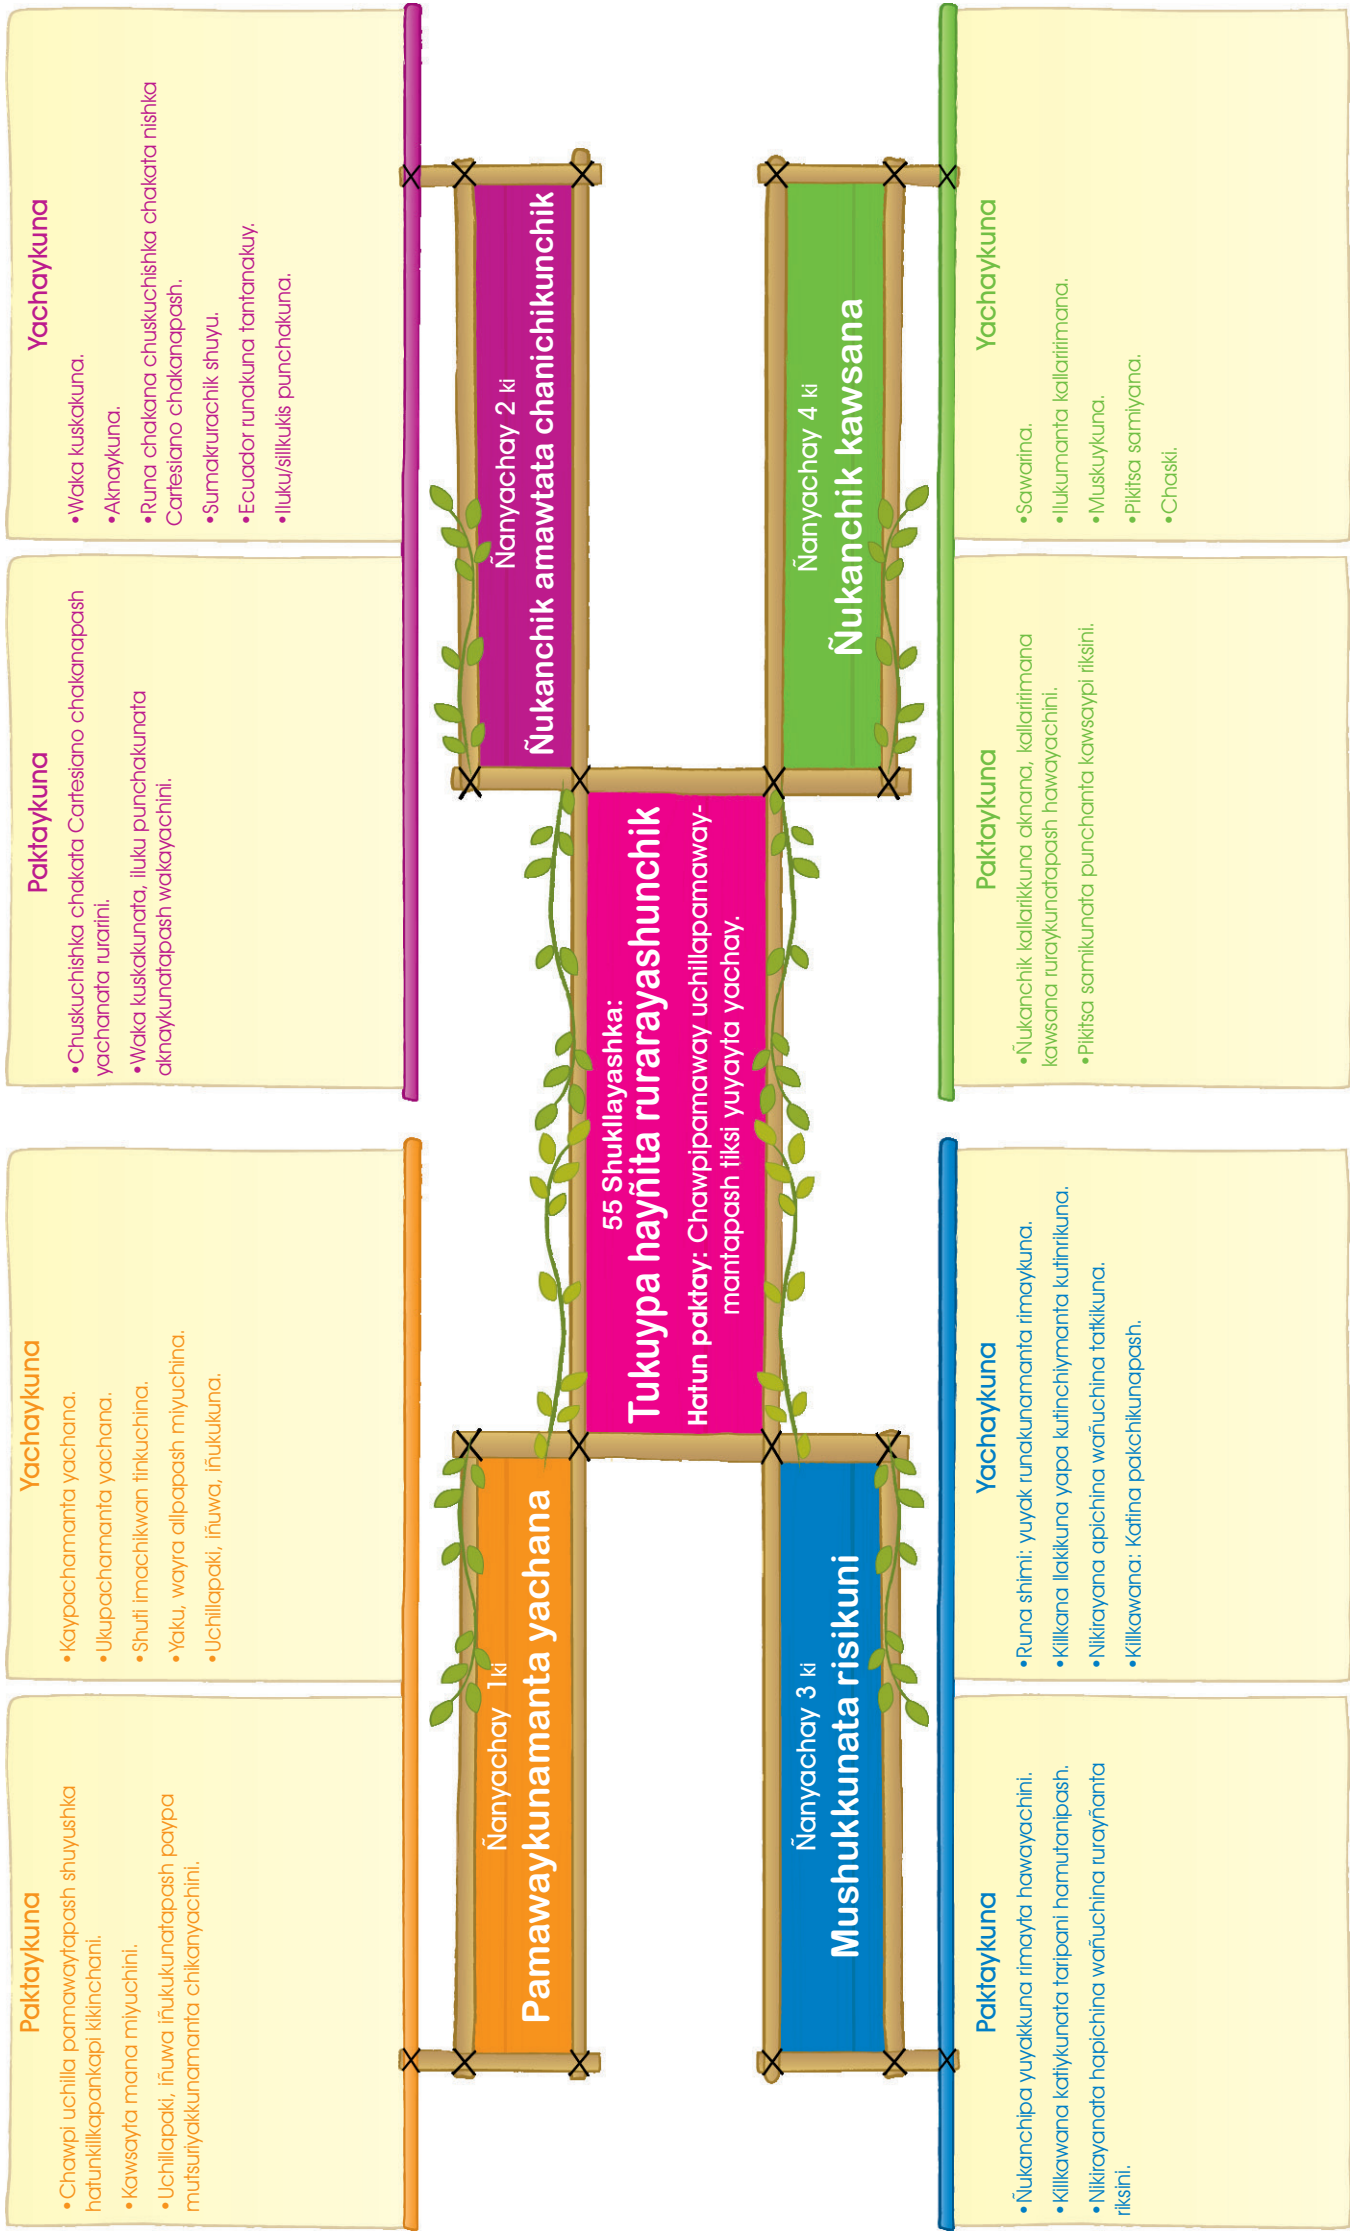 Paktaykuna
•Chawpi uchilla pamawaytapash shuyushka
hatunkillkapankapi kikinchani.
•Kawsayta mana miyuchini.
•Uchillapaki, iñuwa iñukukunatapash paypa
mutsuriyakkunamanta chikanyachini.
Yachaykuna
•Kaypachamanta yachana.
•Ukupachamanta yachana.
•Shuti imachikwan tinkuchina.
•Yaku, wayra allpapash miyuchina.
•Uchillapaki, iñuwa, iñukukuna.
Ñanyachay 1 ki
Pamawaykunamanta yachana
Paktaykuna
•Chuskuchishka chakata Cartesiano chakanapash
yachanata rurarini.
•Waka kuskakunata, iluku punchakunata
aknaykunatapash wakayachini.
Yachaykuna
•Waka kuskakuna.
•Aknaykuna.
•Runa chakana chuskuchishka chakata nishka
Cartesiano chakanapash.
•Sumakrurachik shuyu.
•Ecuador runakuna tantanakuy.
•Iluku/sillkukis punchakuna.
Ñanyachay 2 ki
Ñukanchik amawtata chanichikunchik
55 Shukllayashka:
Tukuypa hayñita rurarayashunchik
Hatun paktay: Chawpipamaway uchillapamaway-
mantapash tiksi yuyayta yachay.
Ñanyachay 3 ki
Mushukkunata risikuni
Paktaykuna
•Ñukanchipa yuyakkuna rimayta hawayachini.
•Killkawana katiykunata taripani hamutanipash.
•Nikirayanata hapichina wañuchina rurayñanta
riksini.
Yachaykuna
•Runa shimi: yuyak runakunamanta rimaykuna.
•Killkana llakikuna yapa kutinchiymanta kutinrikuna.
•Nikirayana apichina wañuchina tatkikuna.
•Killkawana: Katina pakchikunapash.
Ñanyachay 4 ki
Ñukanchik kawsana
Paktaykuna
•Ñukanchik kallarikkuna aknana, kallaririmana
kawsana ruraykunatapash hawayachini.
•Pikitsa samikunata punchanta kawsaypi riksini.
Yachaykuna
•Sawarina.
•Ilukumanta kallaririmana.
•Muskuykuna.
•Pikitsa samiyana.
•Chaski.